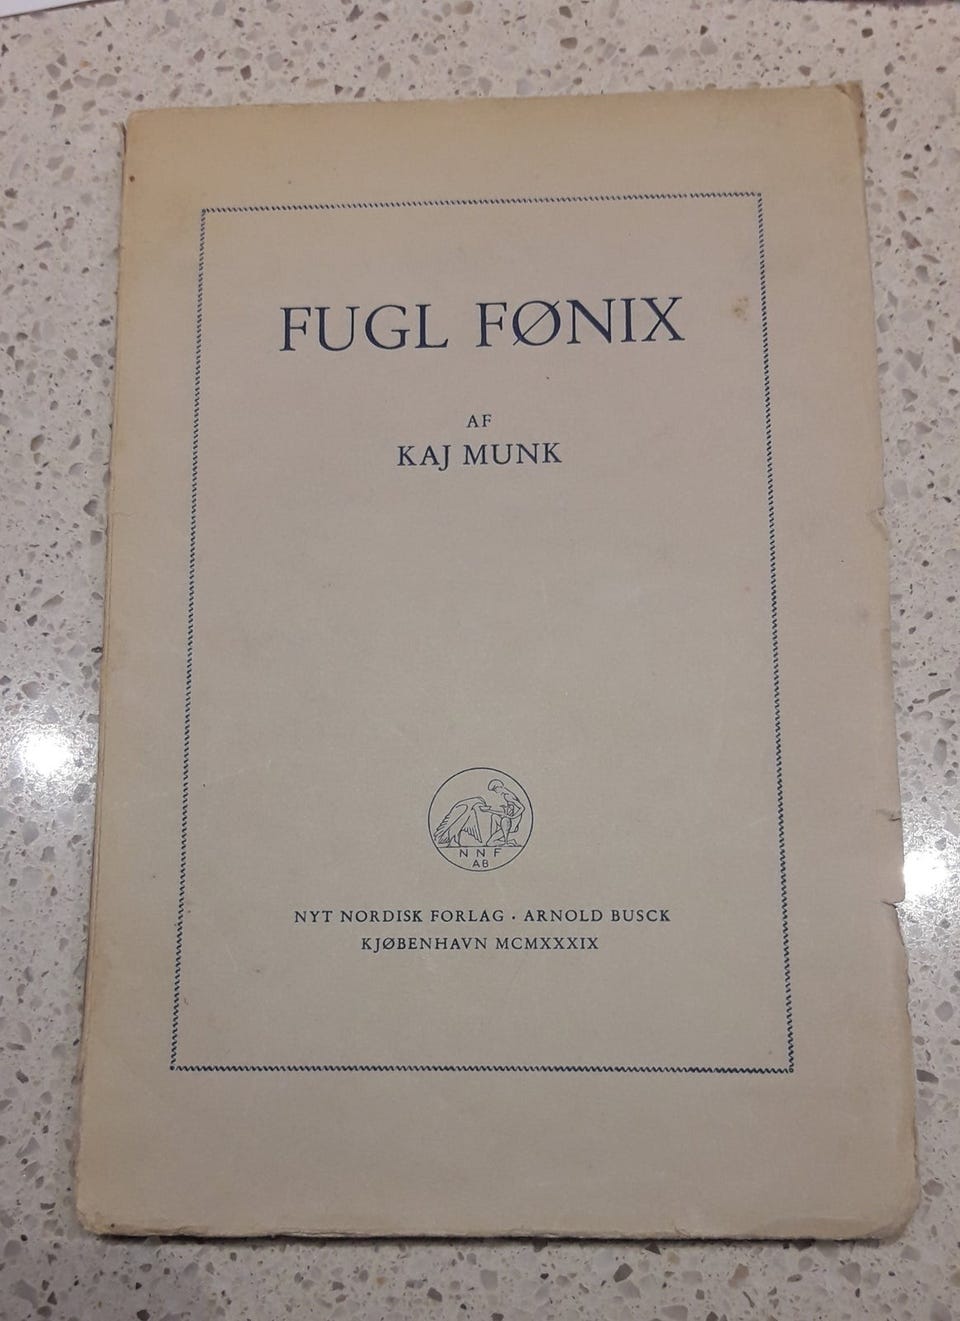 FUGL FØNIX
AF
KAJ MUNK
N N F
AB
NYT NORDISK FORLAG · ARNOLD BUSCK
KJØBENHAVN MCMXXXIX